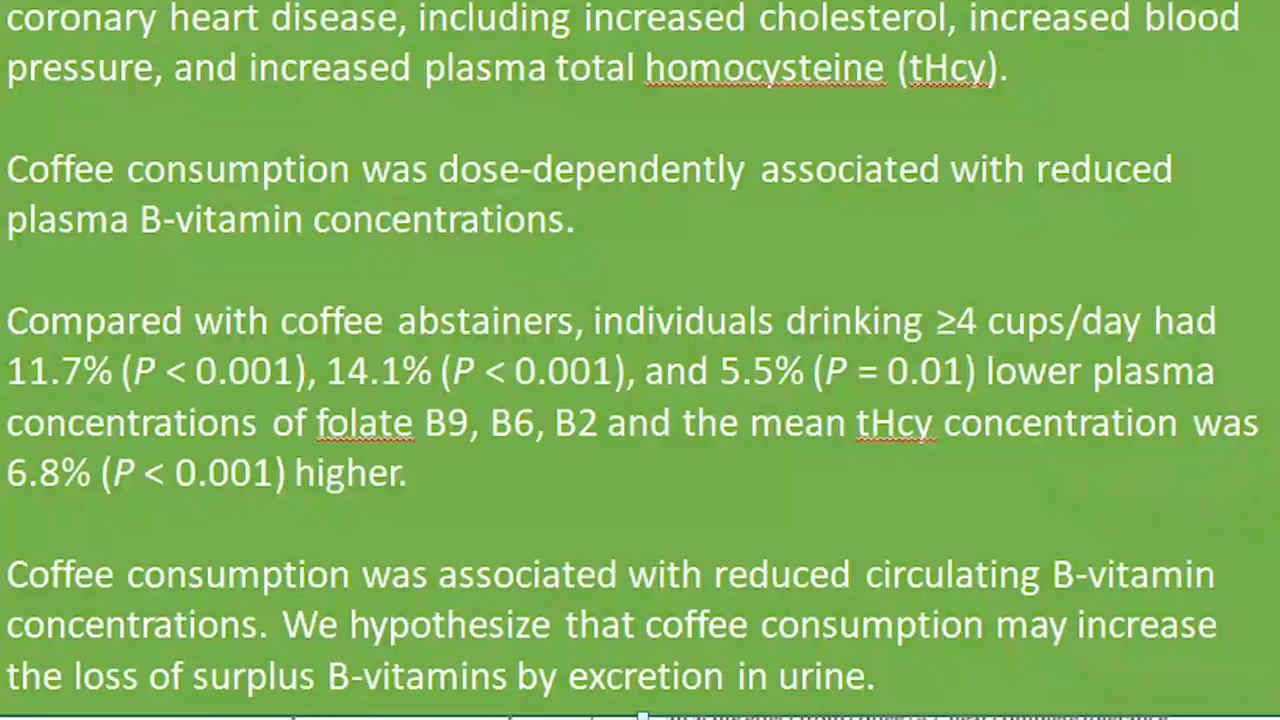 coronary heart disease, including increased cholesterol, increased blood
pressure, and increased plasma total homocysteine (tHcy).
Coffee consumption was dose-dependently associated with reduced
plasma B-vitamin concentrations.
Compared with coffee abstainers, individuals drinking ≥4 cups/day had
11.7% (P < 0.001), 14.1% (P < 0.001), and 5.5% (P = 0.01) lower plasma
concentrations of folate B9, B6, B2 and the mean tHcy concentration was
6.8% (P < 0.001) higher.
Coffee consumption was associated with reduced circulating B-vitamin
concentrations. We hypothesize that coffee consumption may increase
the loss of surplus B-vitamins by excretion in urine.